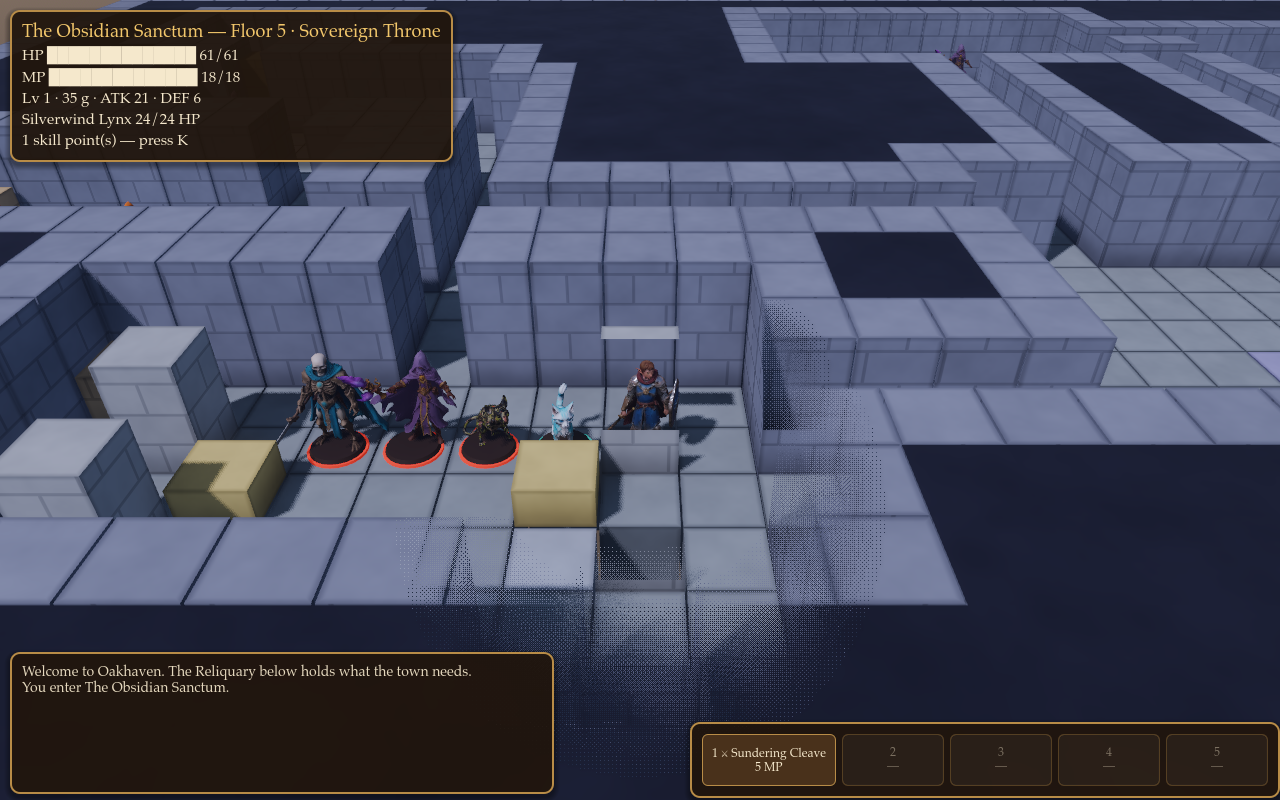 The Obsidian Sanctum — Floor 5 · Sovereign Throne
HP 61/61
MP 18/18
Lv 1 · 35 g · ATK 21 · DEF 6
Silverwind Lynx 24/24 HP
1 skill point(s) — press K
Welcome to Oakhaven. The Reliquary below holds what the town needs.
You enter The Obsidian Sanctum.
1 ⚔ Sundering Cleave
5 MP
2
—
3
—
4
—
5
—